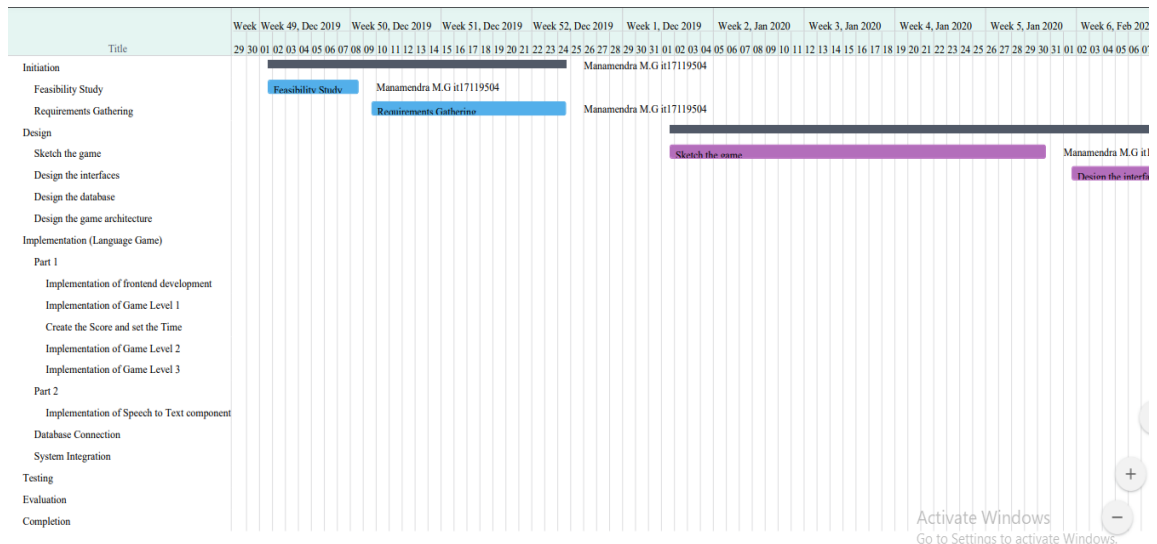 Week Week 49, Dec 2019 Week 50, Dec 2019 Week 51, Dec 2019 Week 52, Dec 2019 Week 1, Dec 2019 Week 2, Jan 2020 Week 3, Jan 2020 Week 4, Jan 2020 Week 5, Jan 2020 Week 6, Feb 202
Title 29 30 01 02 03 04 05 06 07 08 09 10 11 12 13 14 15 16 17 18 19 20 21 22 23 24 25 26 27 28 29 30 31 01 02 03 04 05 06 07 08 09 10 11 12 13 14 15 16 17 18 19 20 21 22 23 24 25 26 27 28 29 30 31 01 02 03 04 05 06 07
Initiation Manamendra M.G it17119504
Feasibility Study Feasibility Study Manamendra M.G it17119504
Requirements Gathering Requirements Gathering Manamendra M.G it17119504
Design
Sketch the game Sketch the game Manamendra M.G it1
Design the interfaces Design the interfa
Design the database
Design the game architecture
Implementation (Language Game)
Part 1
Implementation of frontend development
Implementation of Game Level 1
Create the Score and set the Time
Implementation of Game Level 2
Implementation of Game Level 3
Part 2
Implementation of Speech to Text component
Database Connection
System Integration
Testing
Evaluation
Completion
+
−
Activate Windows
Go to Settings to activate Windows.